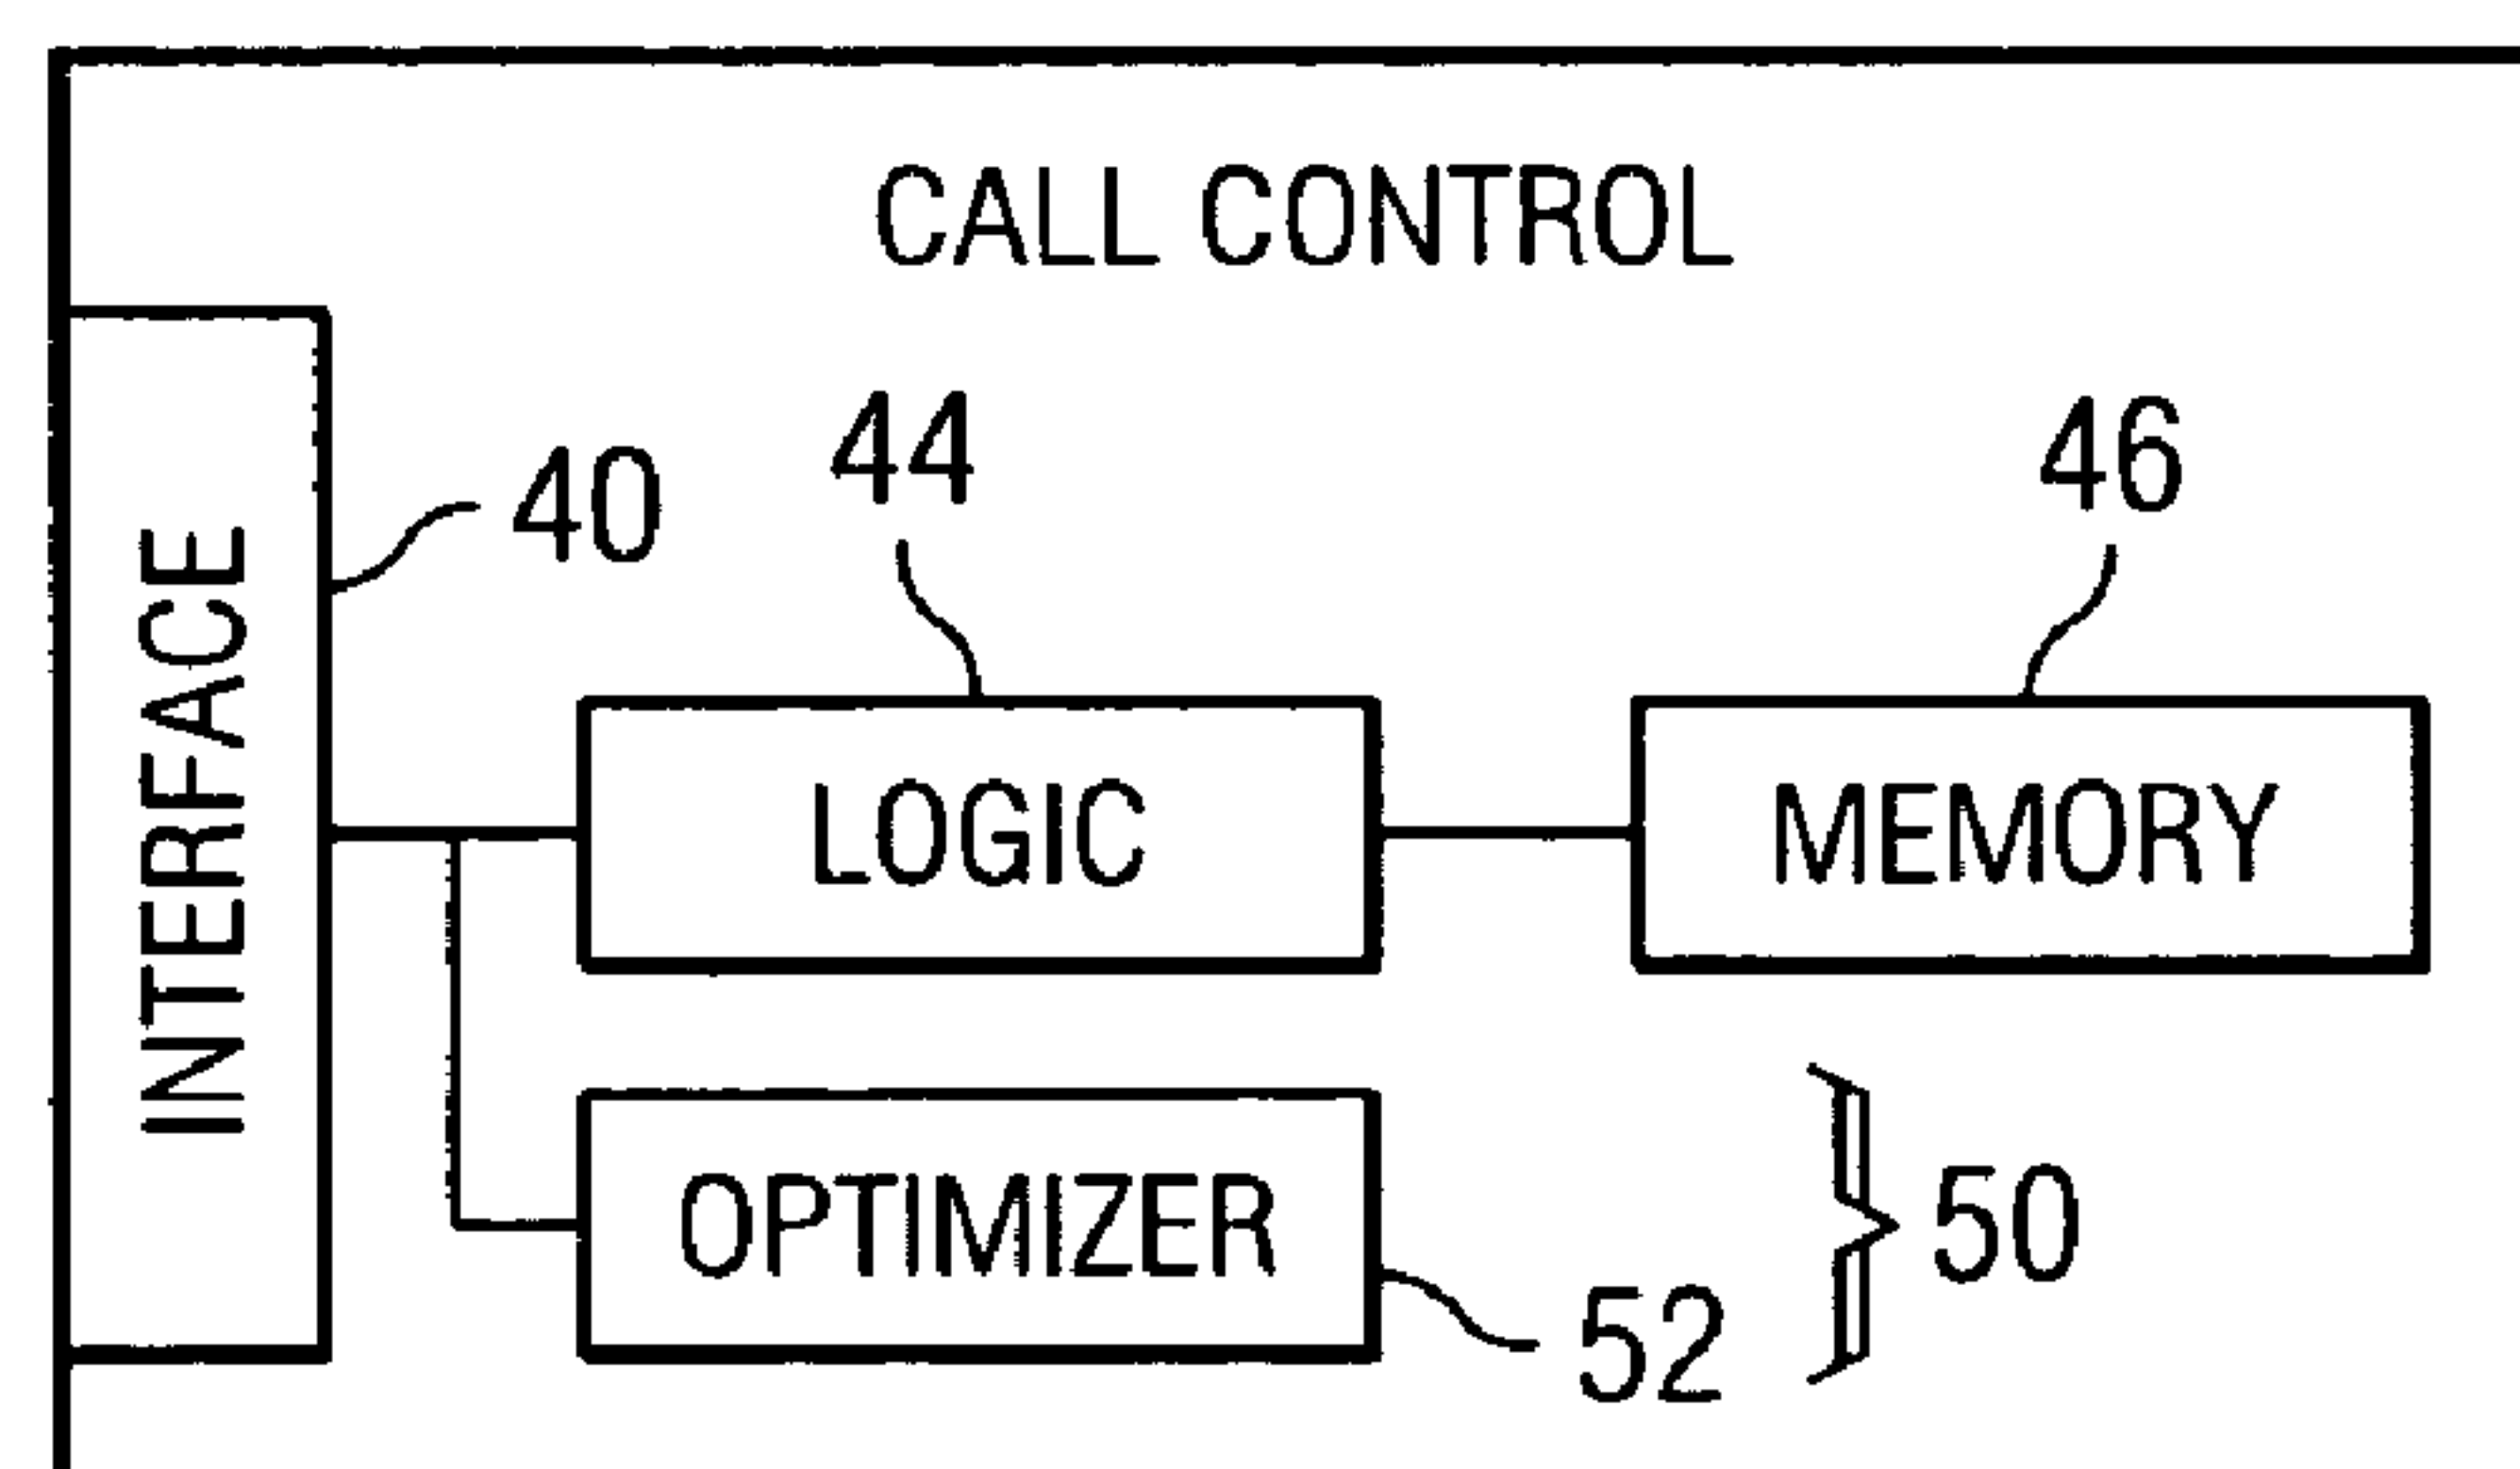 CALL CONTROL
INTERFACE
40
44
46
LOGIC
MEMORY
OPTIMIZER
52
50